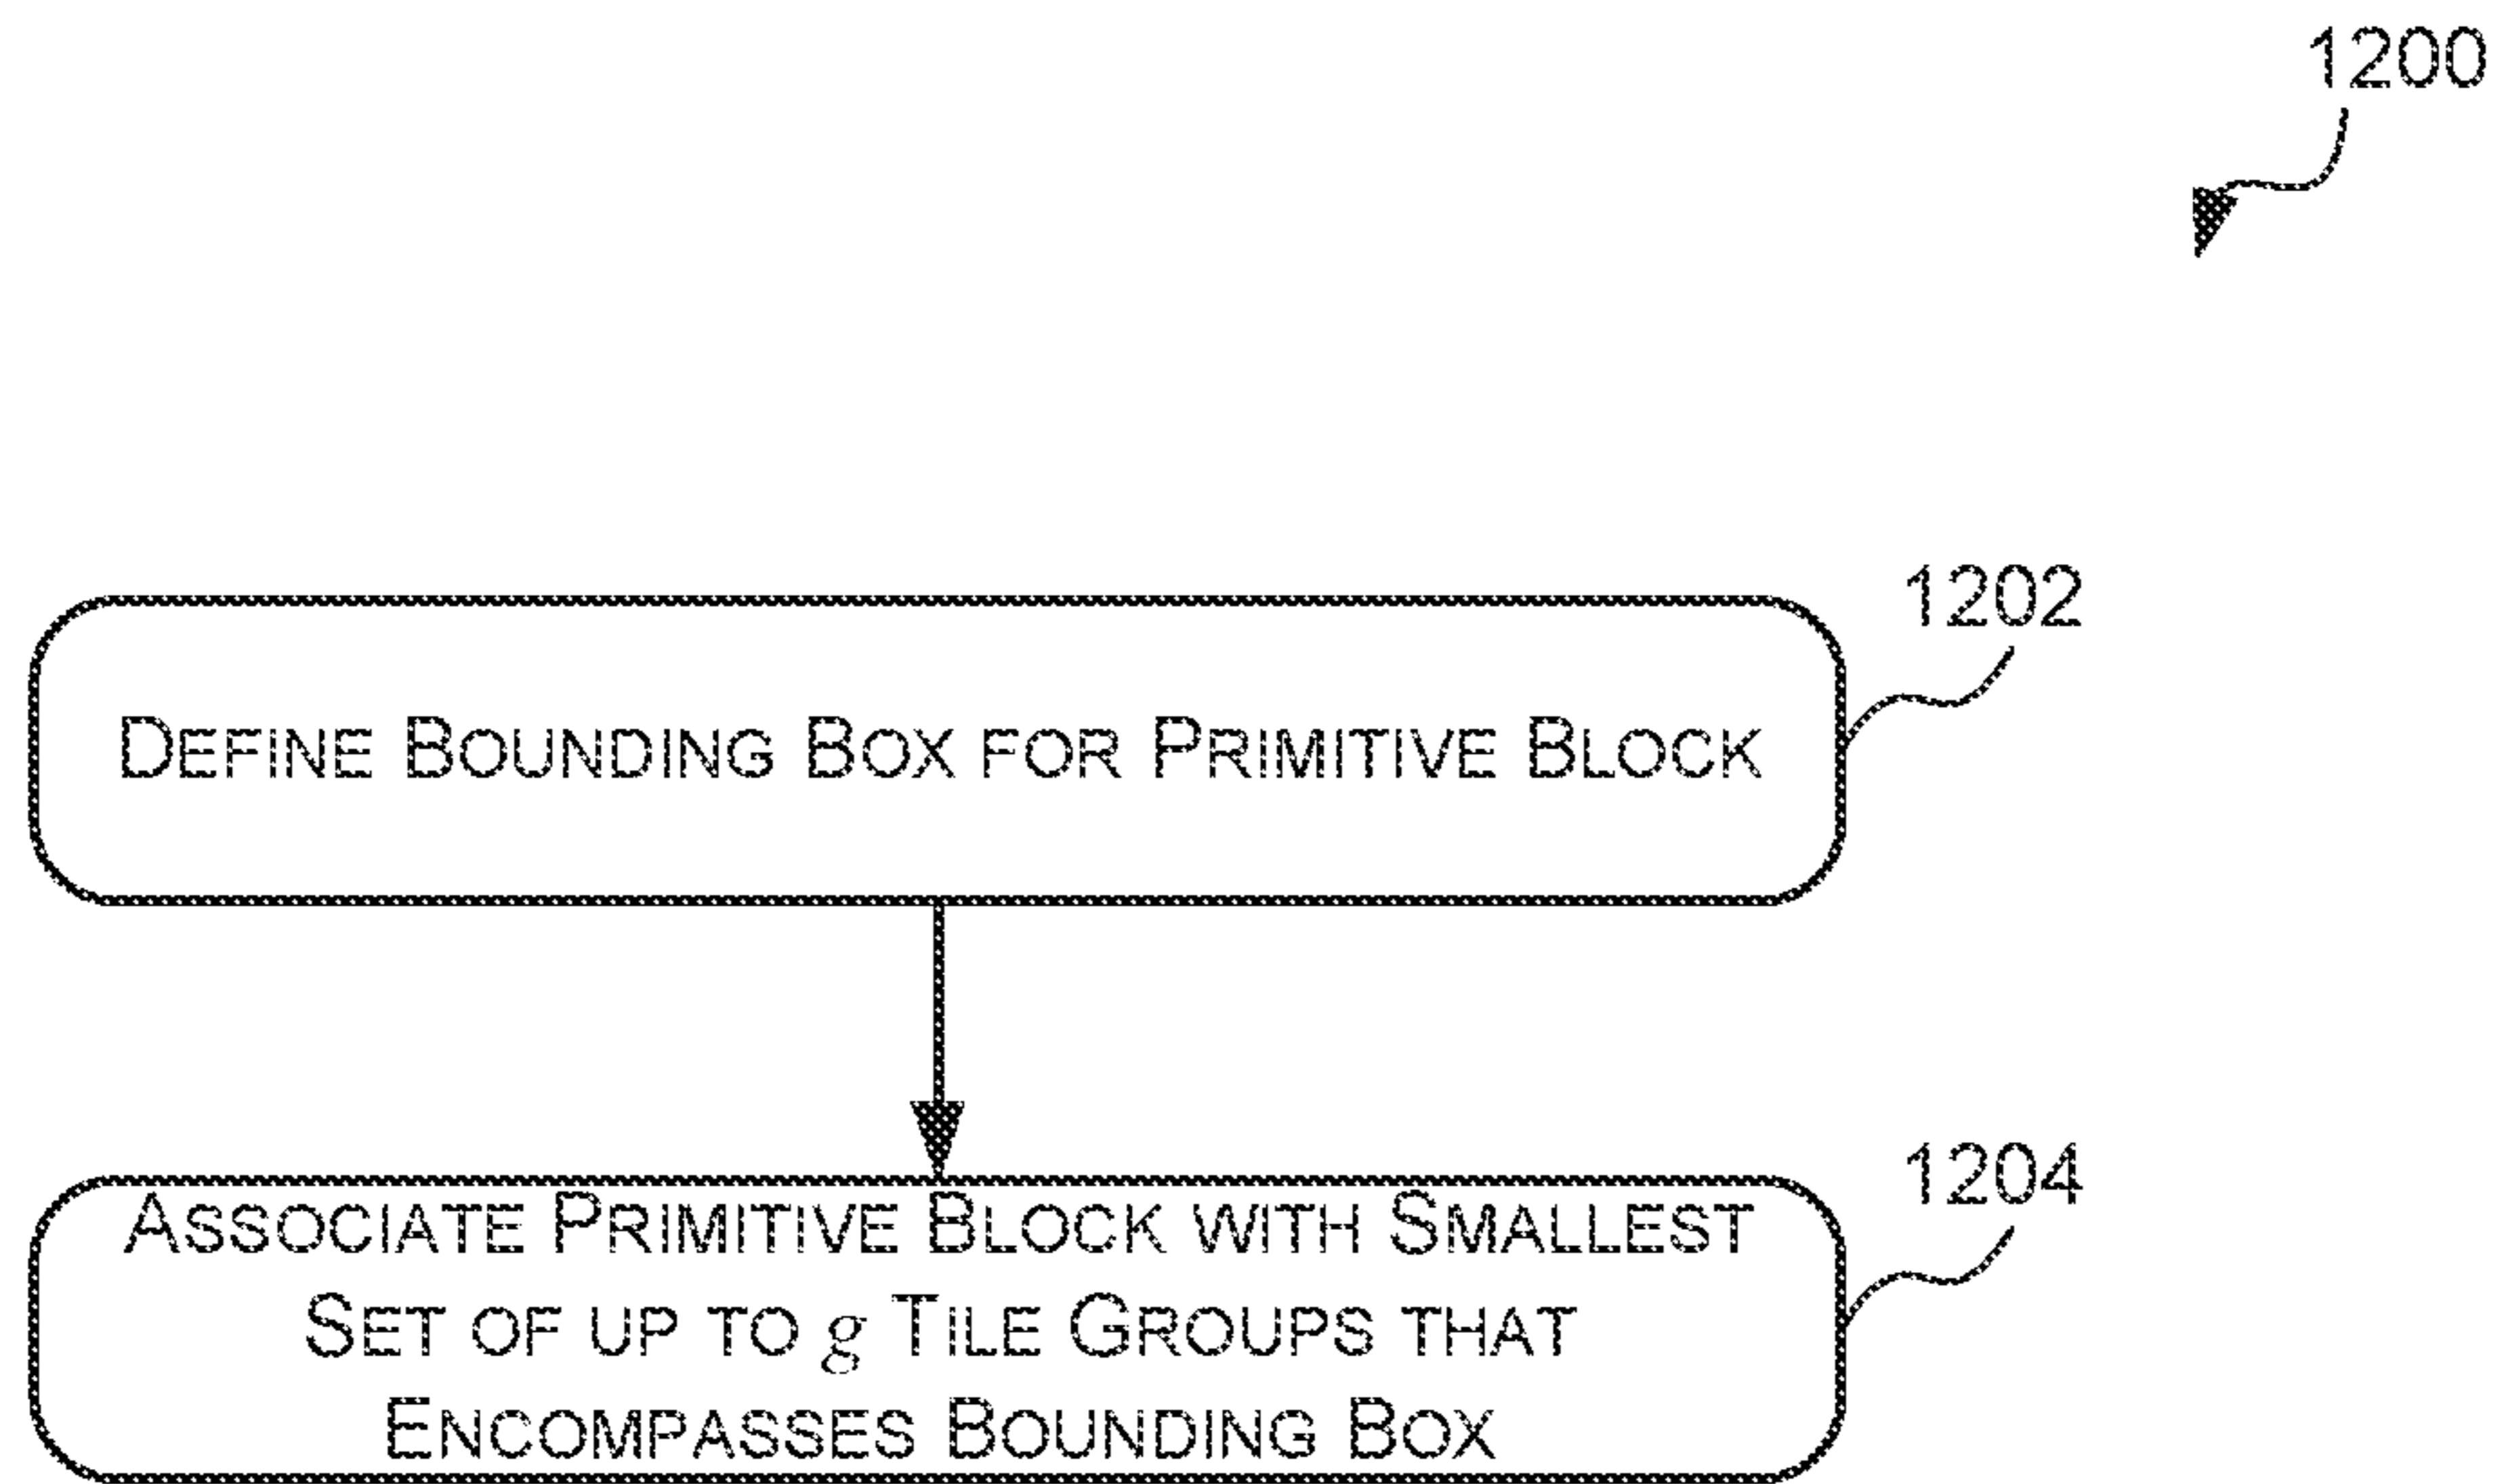 1200
1202
DEFINE BOUNDING BOX FOR PRIMITIVE BLOCK
1204
ASSOCIATE PRIMITIVE BLOCK WITH SMALLEST
SET OF UP TO g TILE GROUPS THAT
ENCOMPASSES BOUNDING BOX